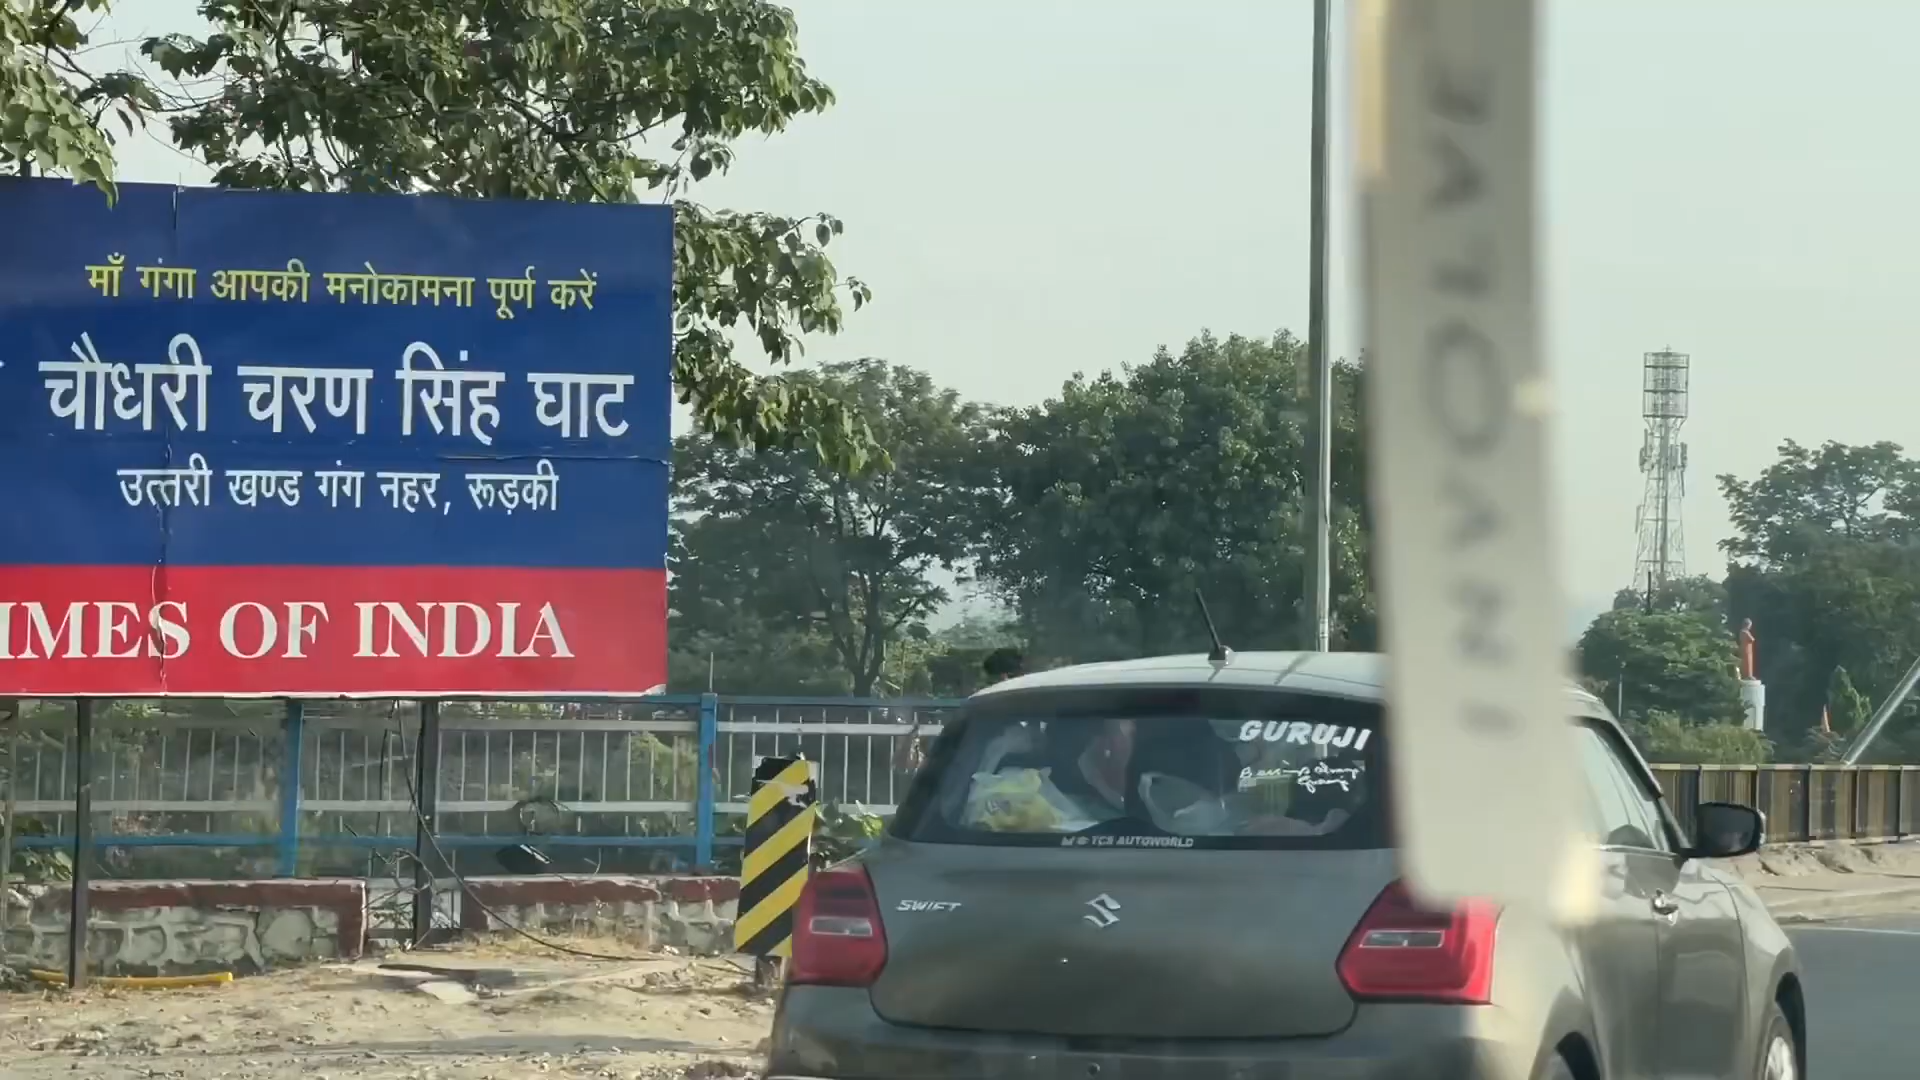 माँ गंगा आपकी मनोकामना पूर्ण करें
चौधरी चरण सिंह घाट
उत्तरी खण्ड गंग नहर, रूड़की
IMES OF INDIA
GURUJI
TCS AUTOWORLD
SWIFT